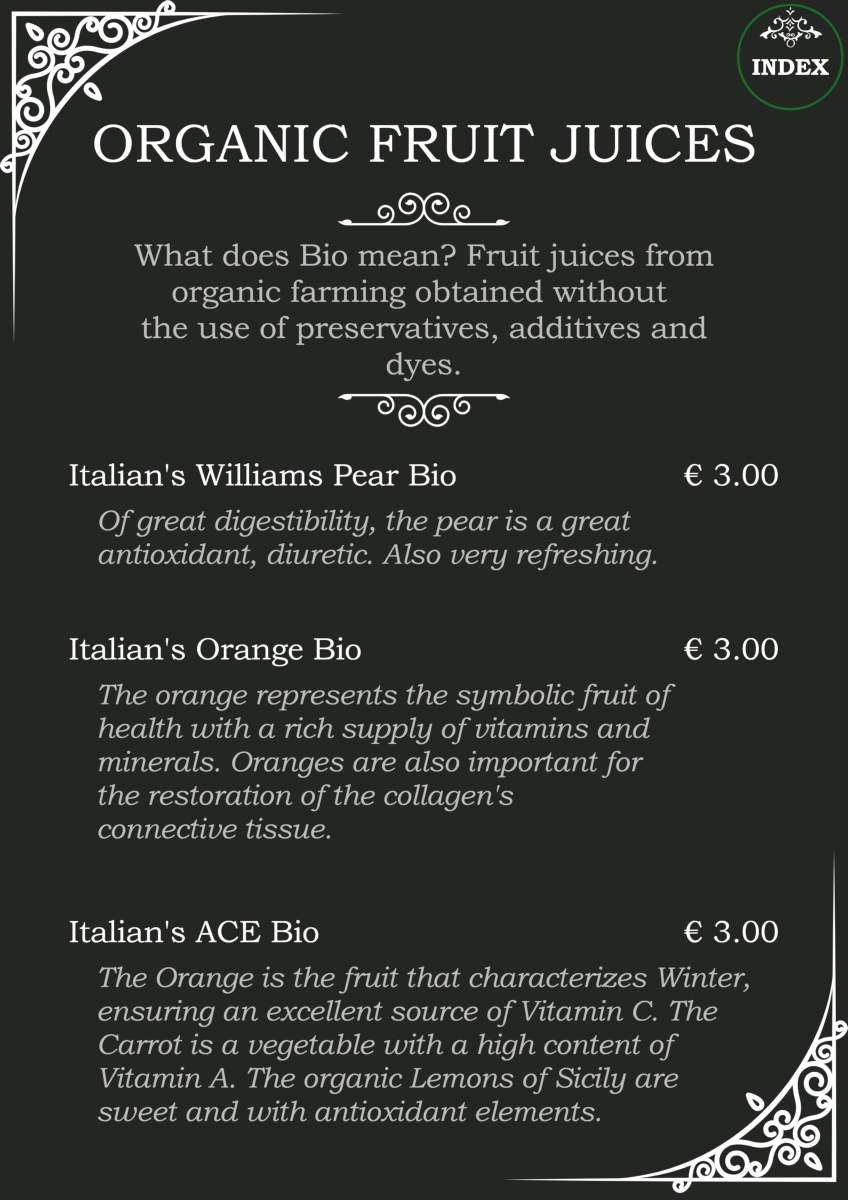 INDEX
ORGANIC FRUIT JUICES
What does Bio mean? Fruit juices from
organic farming obtained without
the use of preservatives, additives and
dyes.
Italian's Williams Pear Bio € 3.00
Of great digestibility, the pear is a great
antioxidant, diuretic. Also very refreshing.
Italian's Orange Bio € 3.00
The orange represents the symbolic fruit of
health with a rich supply of vitamins and
minerals. Oranges are also important for
the restoration of the collagen's
connective tissue.
Italian's ACE Bio € 3.00
The Orange is the fruit that characterizes Winter,
ensuring an excellent source of Vitamin C. The
Carrot is a vegetable with a high content of
Vitamin A. The organic Lemons of Sicily are
sweet and with antioxidant elements.